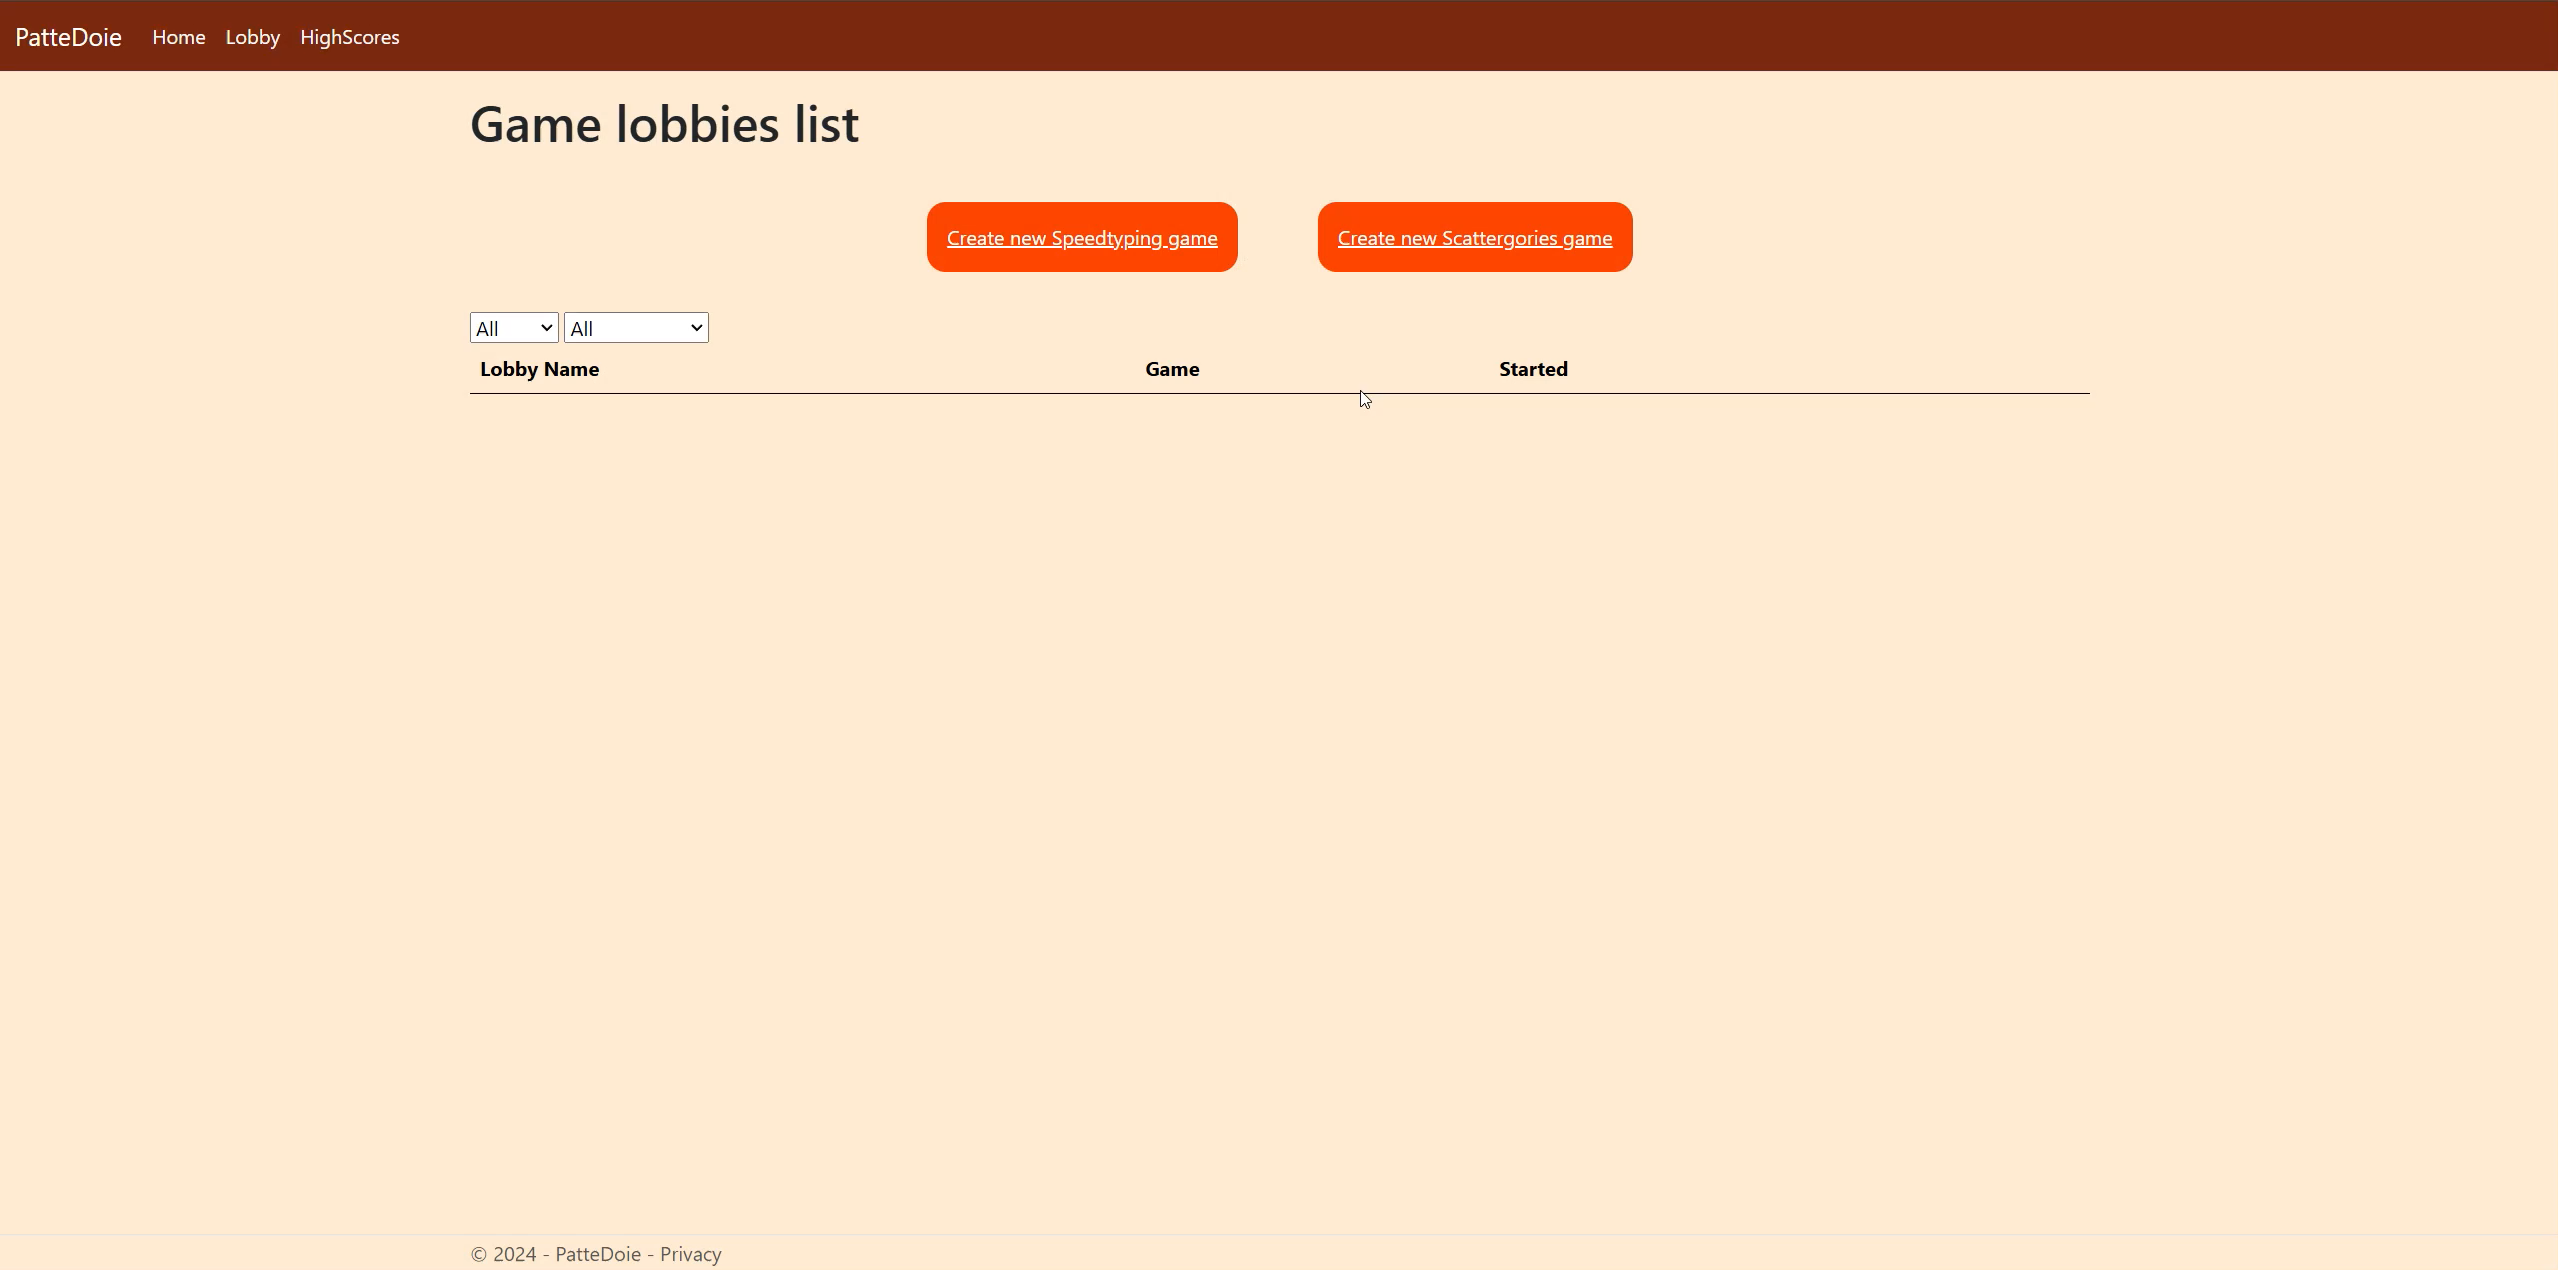 PatteDoie Home Lobby HighScores
Game lobbies list
Create new Speedtyping game Create new Scattergories game
All All
Lobby Name Game Started
© 2024 - PatteDoie - Privacy